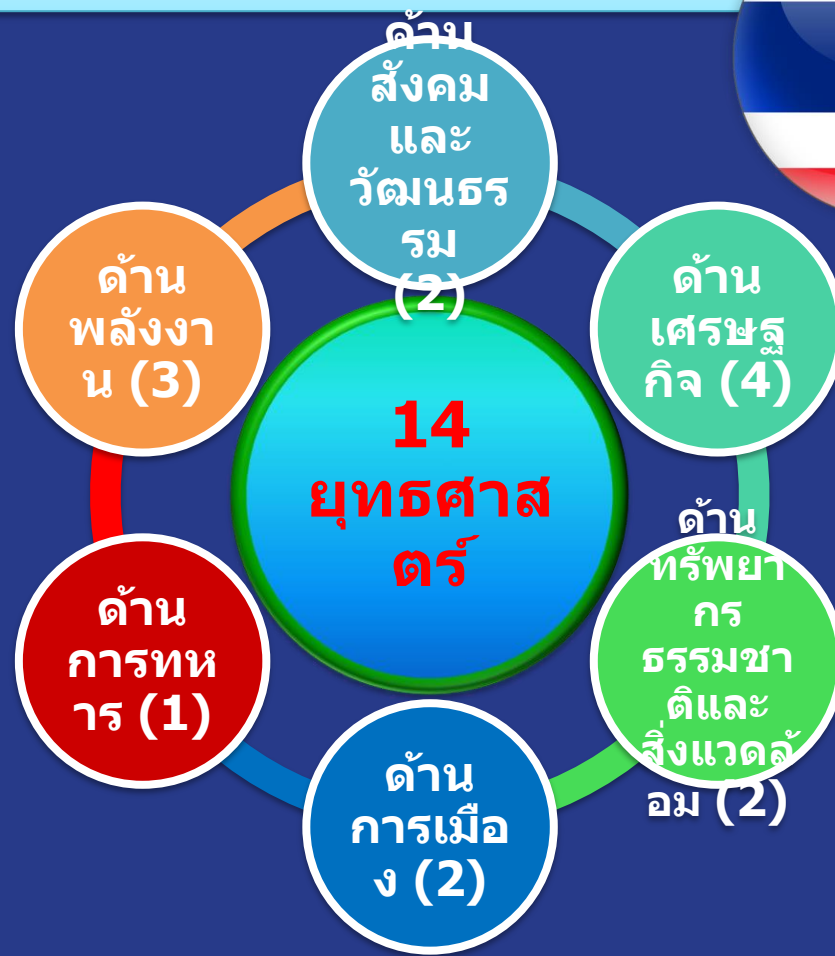 ด้าน
สังคม
และ
วัฒนธร
รม
(2)
ด้าน
เศรษฐ
กิจ (4)
ด้าน
ทรัพยา
กร
ธรรมชา
ติและ
สิ่งแวดล้
อม (2)
ด้าน
การเมือ
ง (2)
ด้าน
การทห
าร (1)
ด้าน
พลังงา
น (3)
14
ยุทธศาส
ตร์